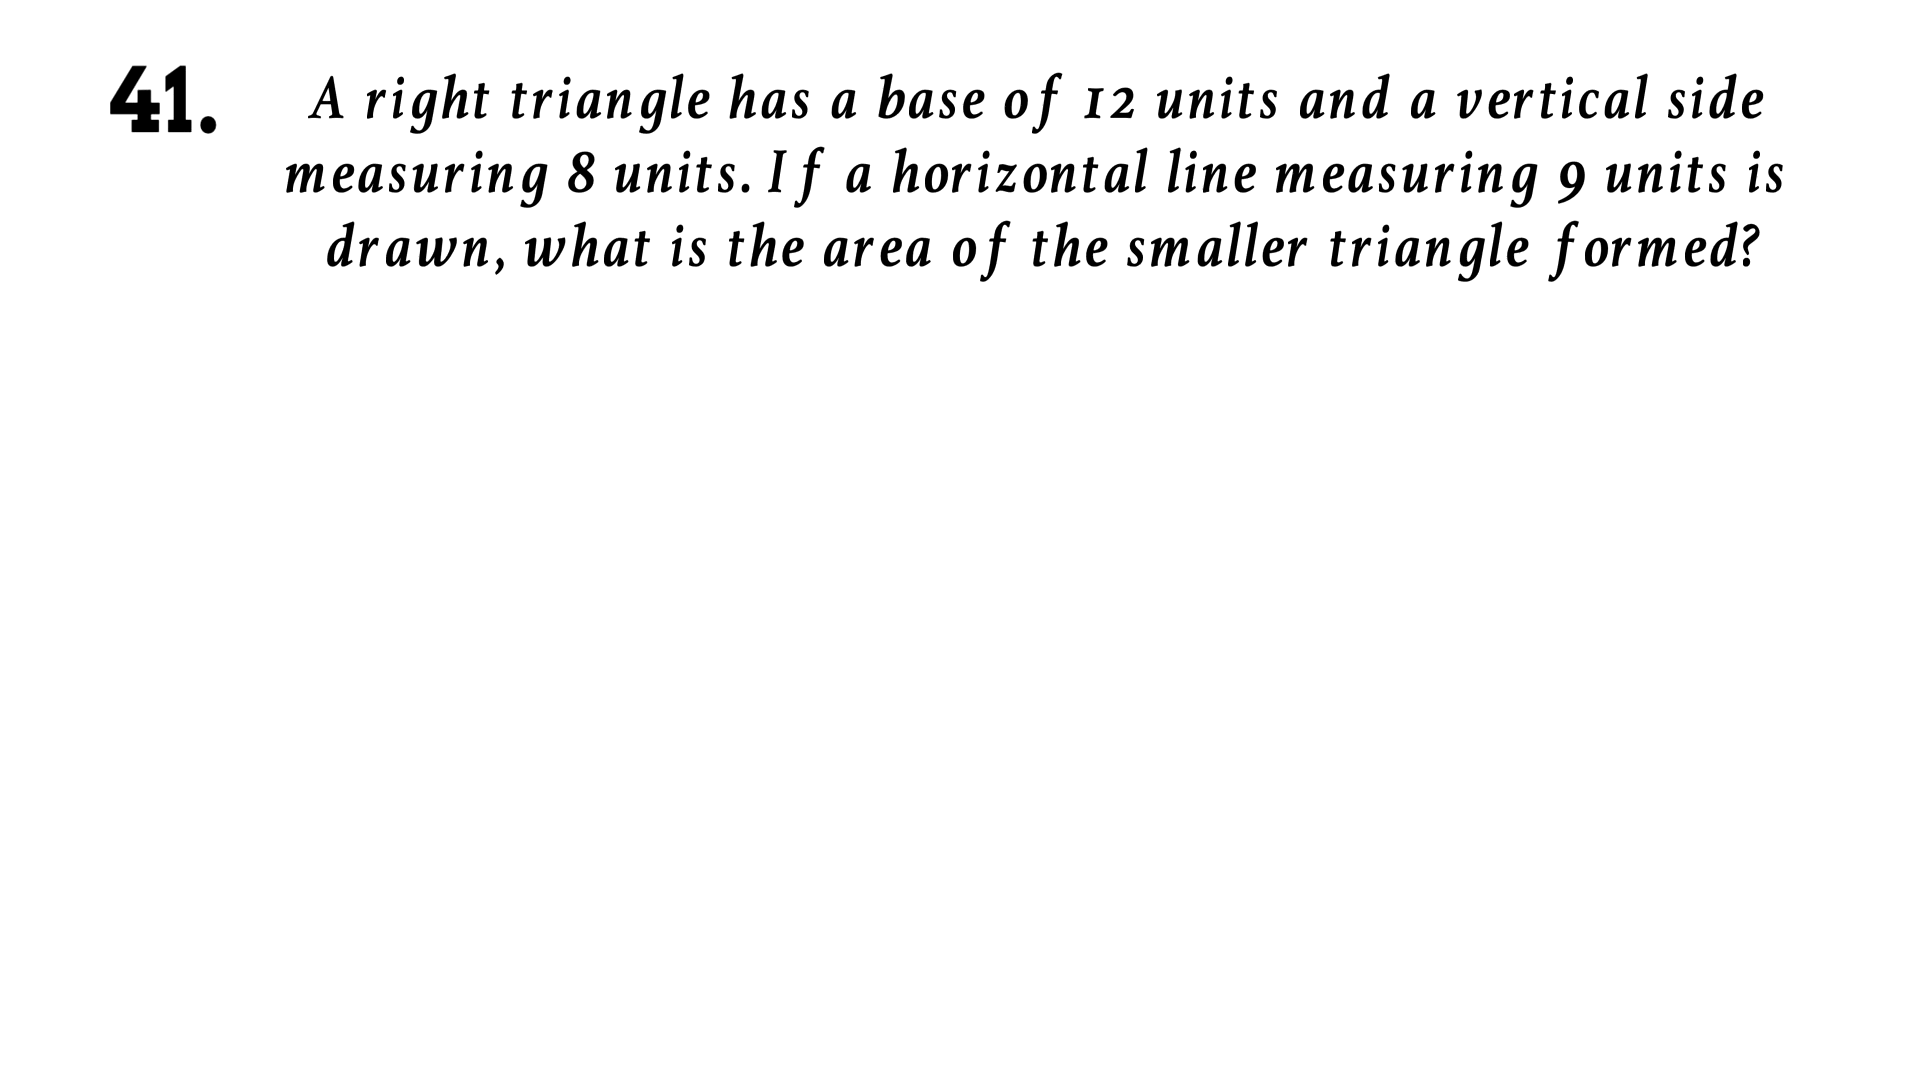 41. A right triangle has a base of 12 units and a vertical side
measuring 8 units. If a horizontal line measuring 9 units is
drawn, what is the area of the smaller triangle formed?